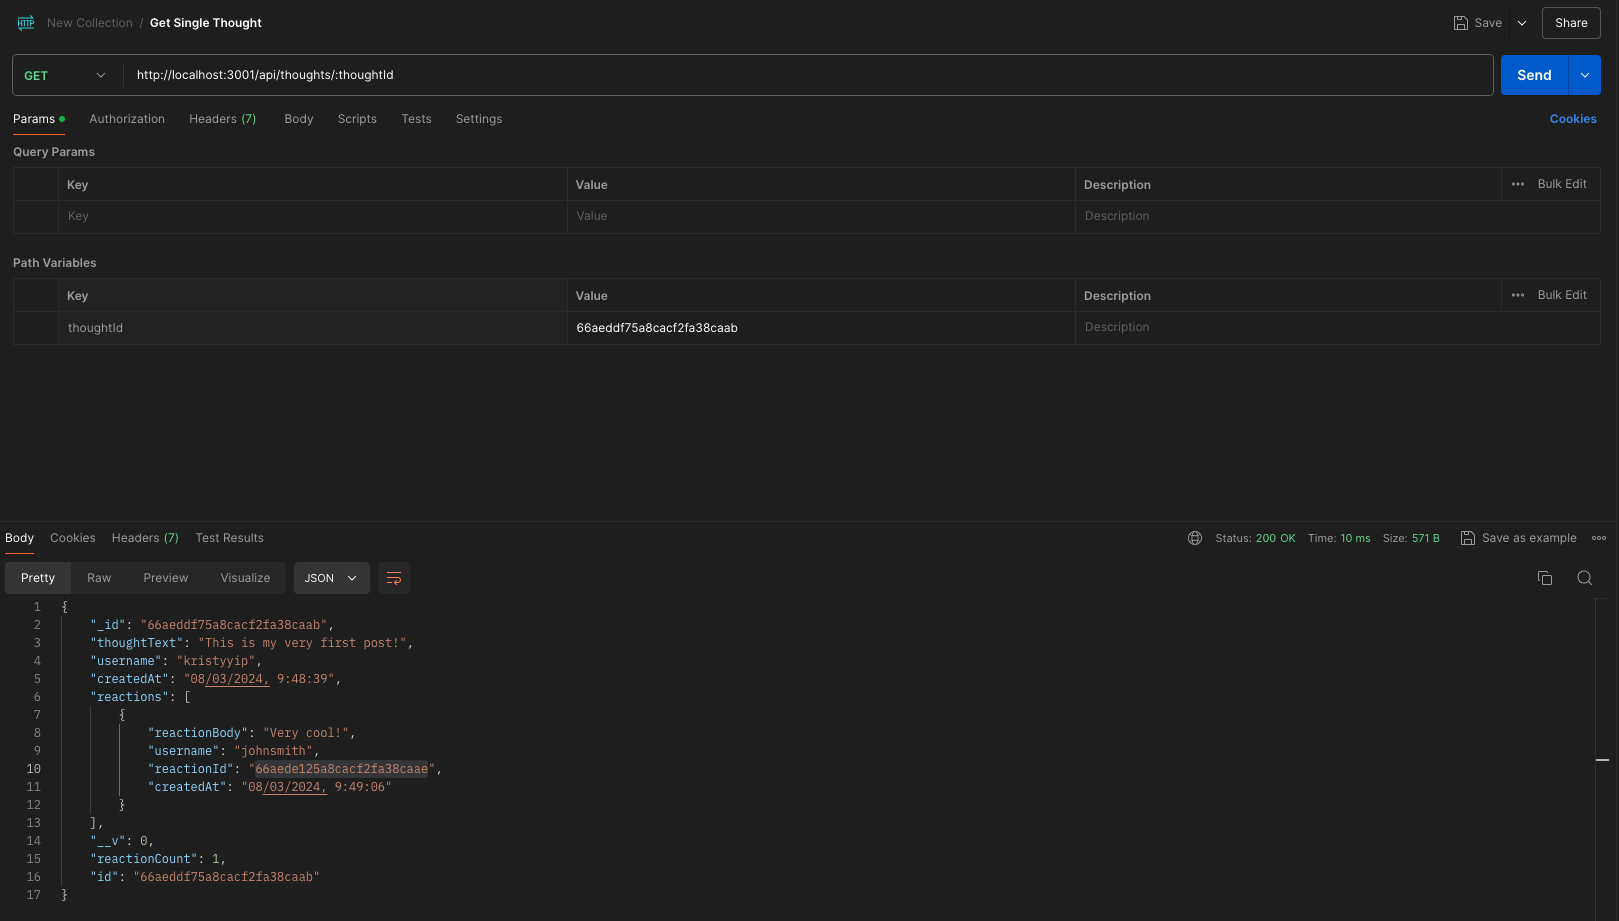 HTTP New Collection / Get Single Thought Save Share
GET http://localhost:3001/api/thoughts/:thoughtId Send
Params Authorization Headers (7) Body Scripts Tests Settings Cookies
Query Params
Key Value Description Bulk Edit
Key Value Description
Path Variables
Key Value Description Bulk Edit
thoughtId 66aeddf75a8cacf2fa38caab Description
Body Cookies Headers (7) Test Results Status: 200 OK Time: 10 ms Size: 571 B Save as example
Pretty Raw Preview Visualize JSON
1 {
2 "_id": "66aeddf75a8cacf2fa38caab",
3 "thoughtText": "This is my very first post!",
4 "username": "kristyyip",
5 "createdAt": "08/03/2024, 9:48:39",
6 "reactions": [
7 {
8 "reactionBody": "Very cool!",
9 "username": "johnsmith",
10 "reactionId": "66aede125a8cacf2fa38caae",
11 "createdAt": "08/03/2024, 9:49:06"
12 }
13 ],
14 "__v": 0,
15 "reactionCount": 1,
16 "id": "66aeddf75a8cacf2fa38caab"
17 }